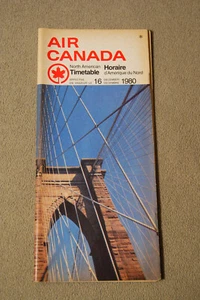 AIR
CANADA
North American Horaire
Timetable d'Amérique du Nord
16 1980